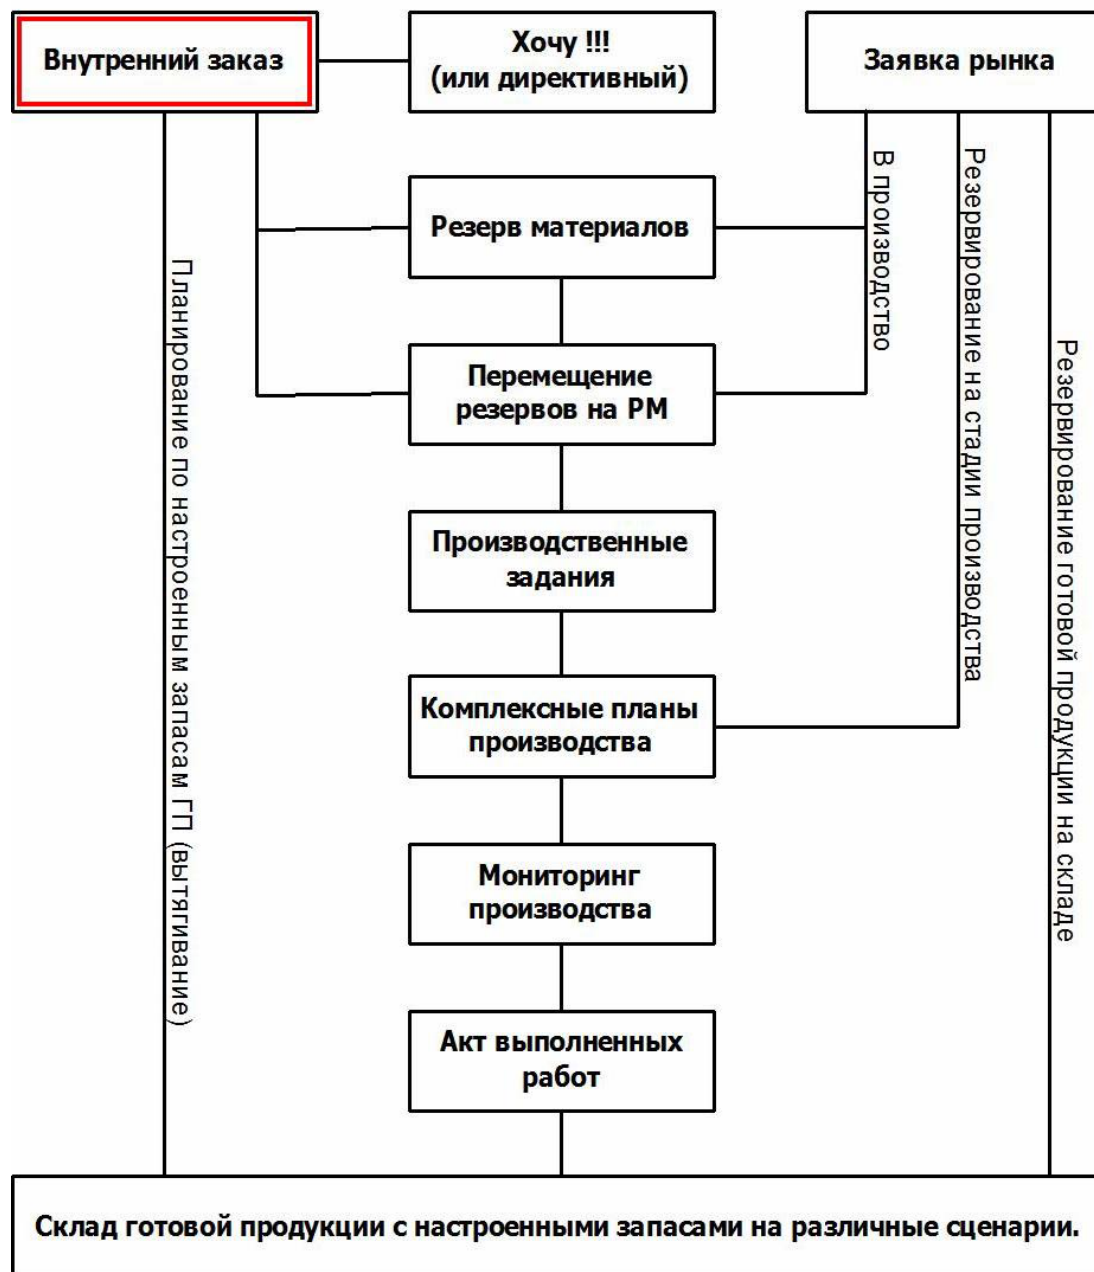 Внутренний заказ
Хочу !!!
(или директивный)
Заявка рынка
Резерв материалов
Перемещение
резервов на РМ
Производственные
задания
Комплексные планы
производства
Мониторинг
производства
Акт выполненных
работ
Планирование по настроенным запасам ГП (вытягивание)
В производство
Резервирование на стадии производства
Резервирование готовой продукции на складе
Склад готовой продукции с настроенными запасами на различные сценарии.